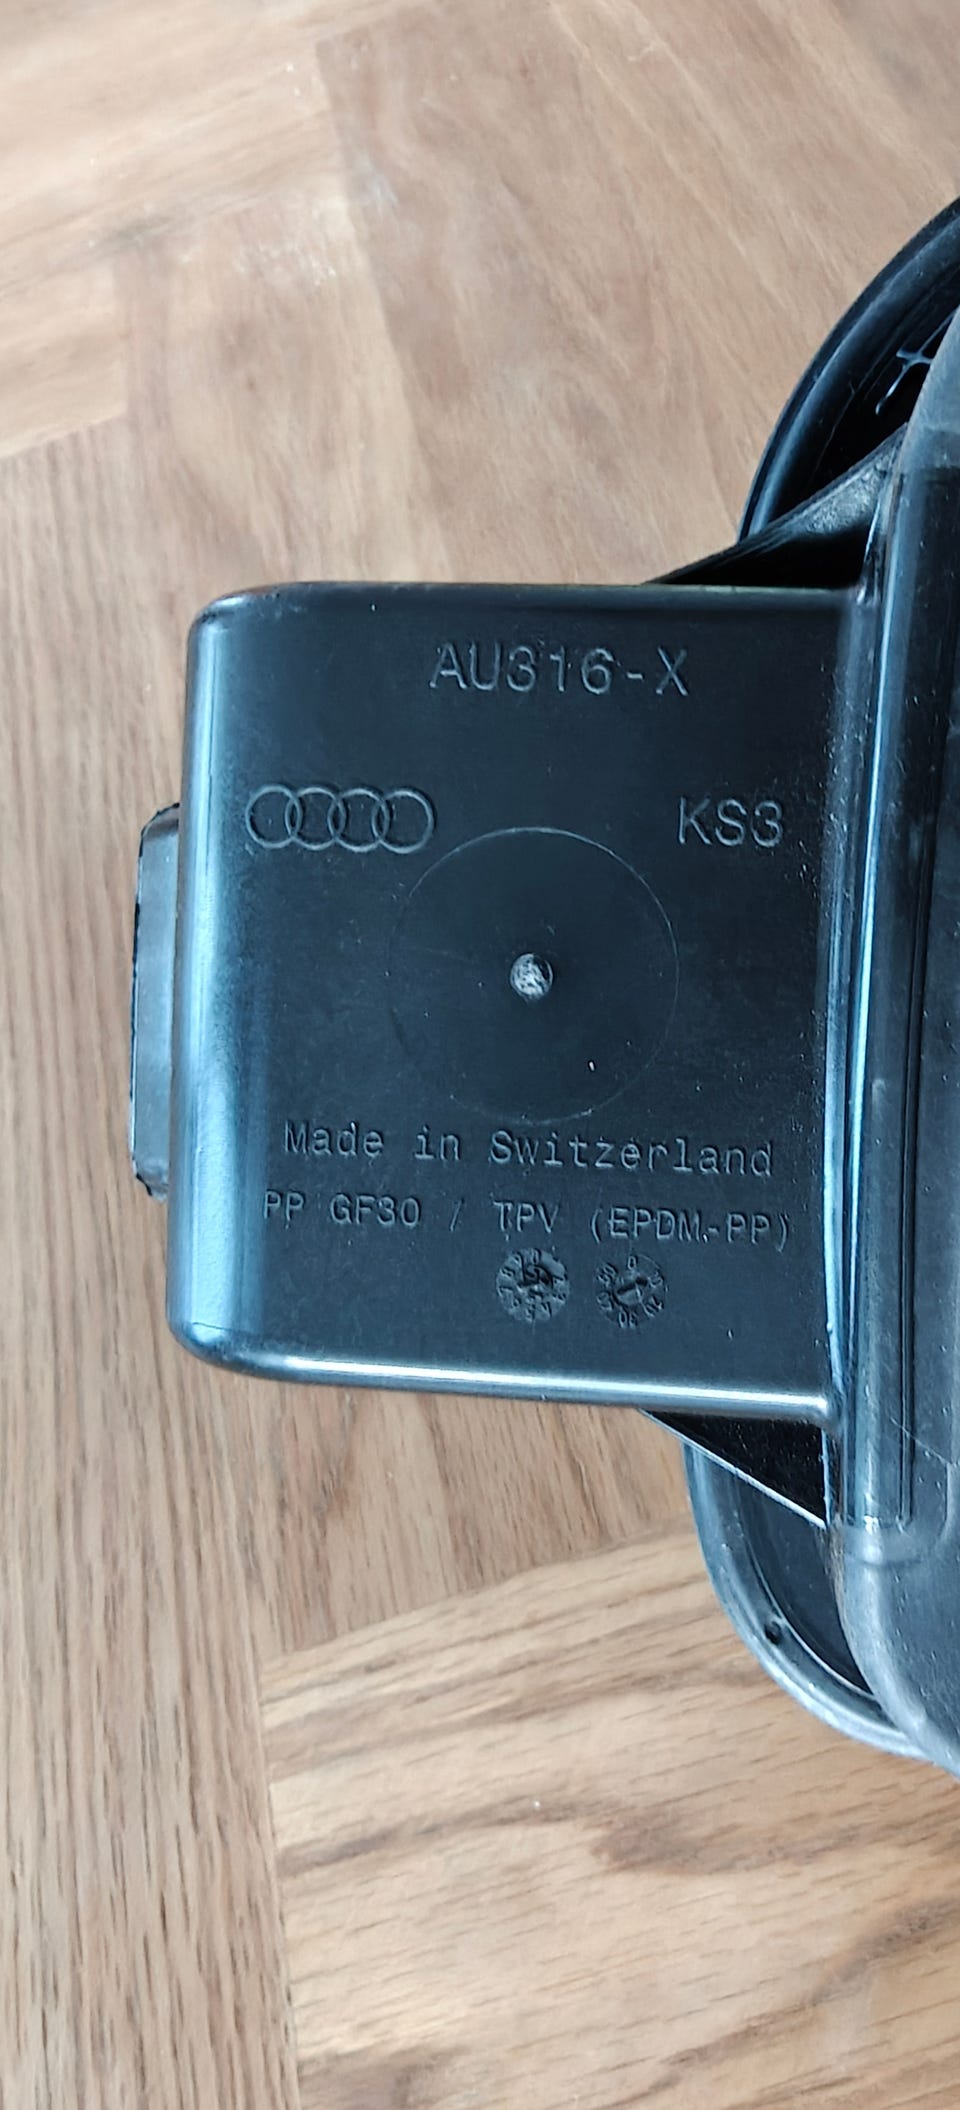 AU316-X
KS3
Made in Switzerland
PP GF30 / TPV (EPDM-PP)